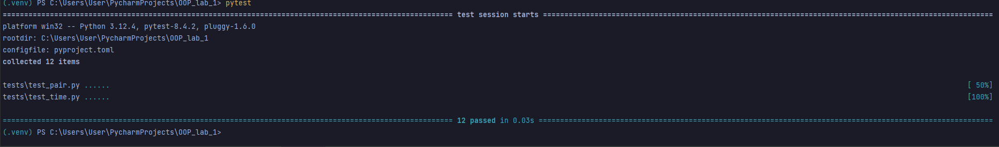 (.venv) PS C:\Users\User\PycharmProjects\OOP_lab_1> pytest
========================================================================================================= test session starts =========================================================================================================
platform win32 -- Python 3.12.4, pytest-8.4.2, pluggy-1.6.0
rootdir: C:\Users\User\PycharmProjects\OOP_lab_1
configfile: pyproject.toml
collected 12 items
tests\test_pair.py ...... [ 50%]
tests\test_time.py ...... [100%]
========================================================================================================= 12 passed in 0.03s ==========================================================================================================
(.venv) PS C:\Users\User\PycharmProjects\OOP_lab_1>